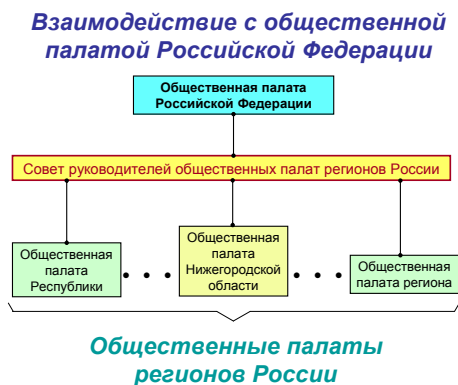 Взаимодействие с общественной
палатой Российской Федерации
Общественная палата
Российской Федерации
Совет руководителей общественных палат регионов России
Общественная
палата
Республики
• • •
Общественная
палата
Нижегородской
области
• • •
Общественная
палата региона
Общественные палаты
регионов России